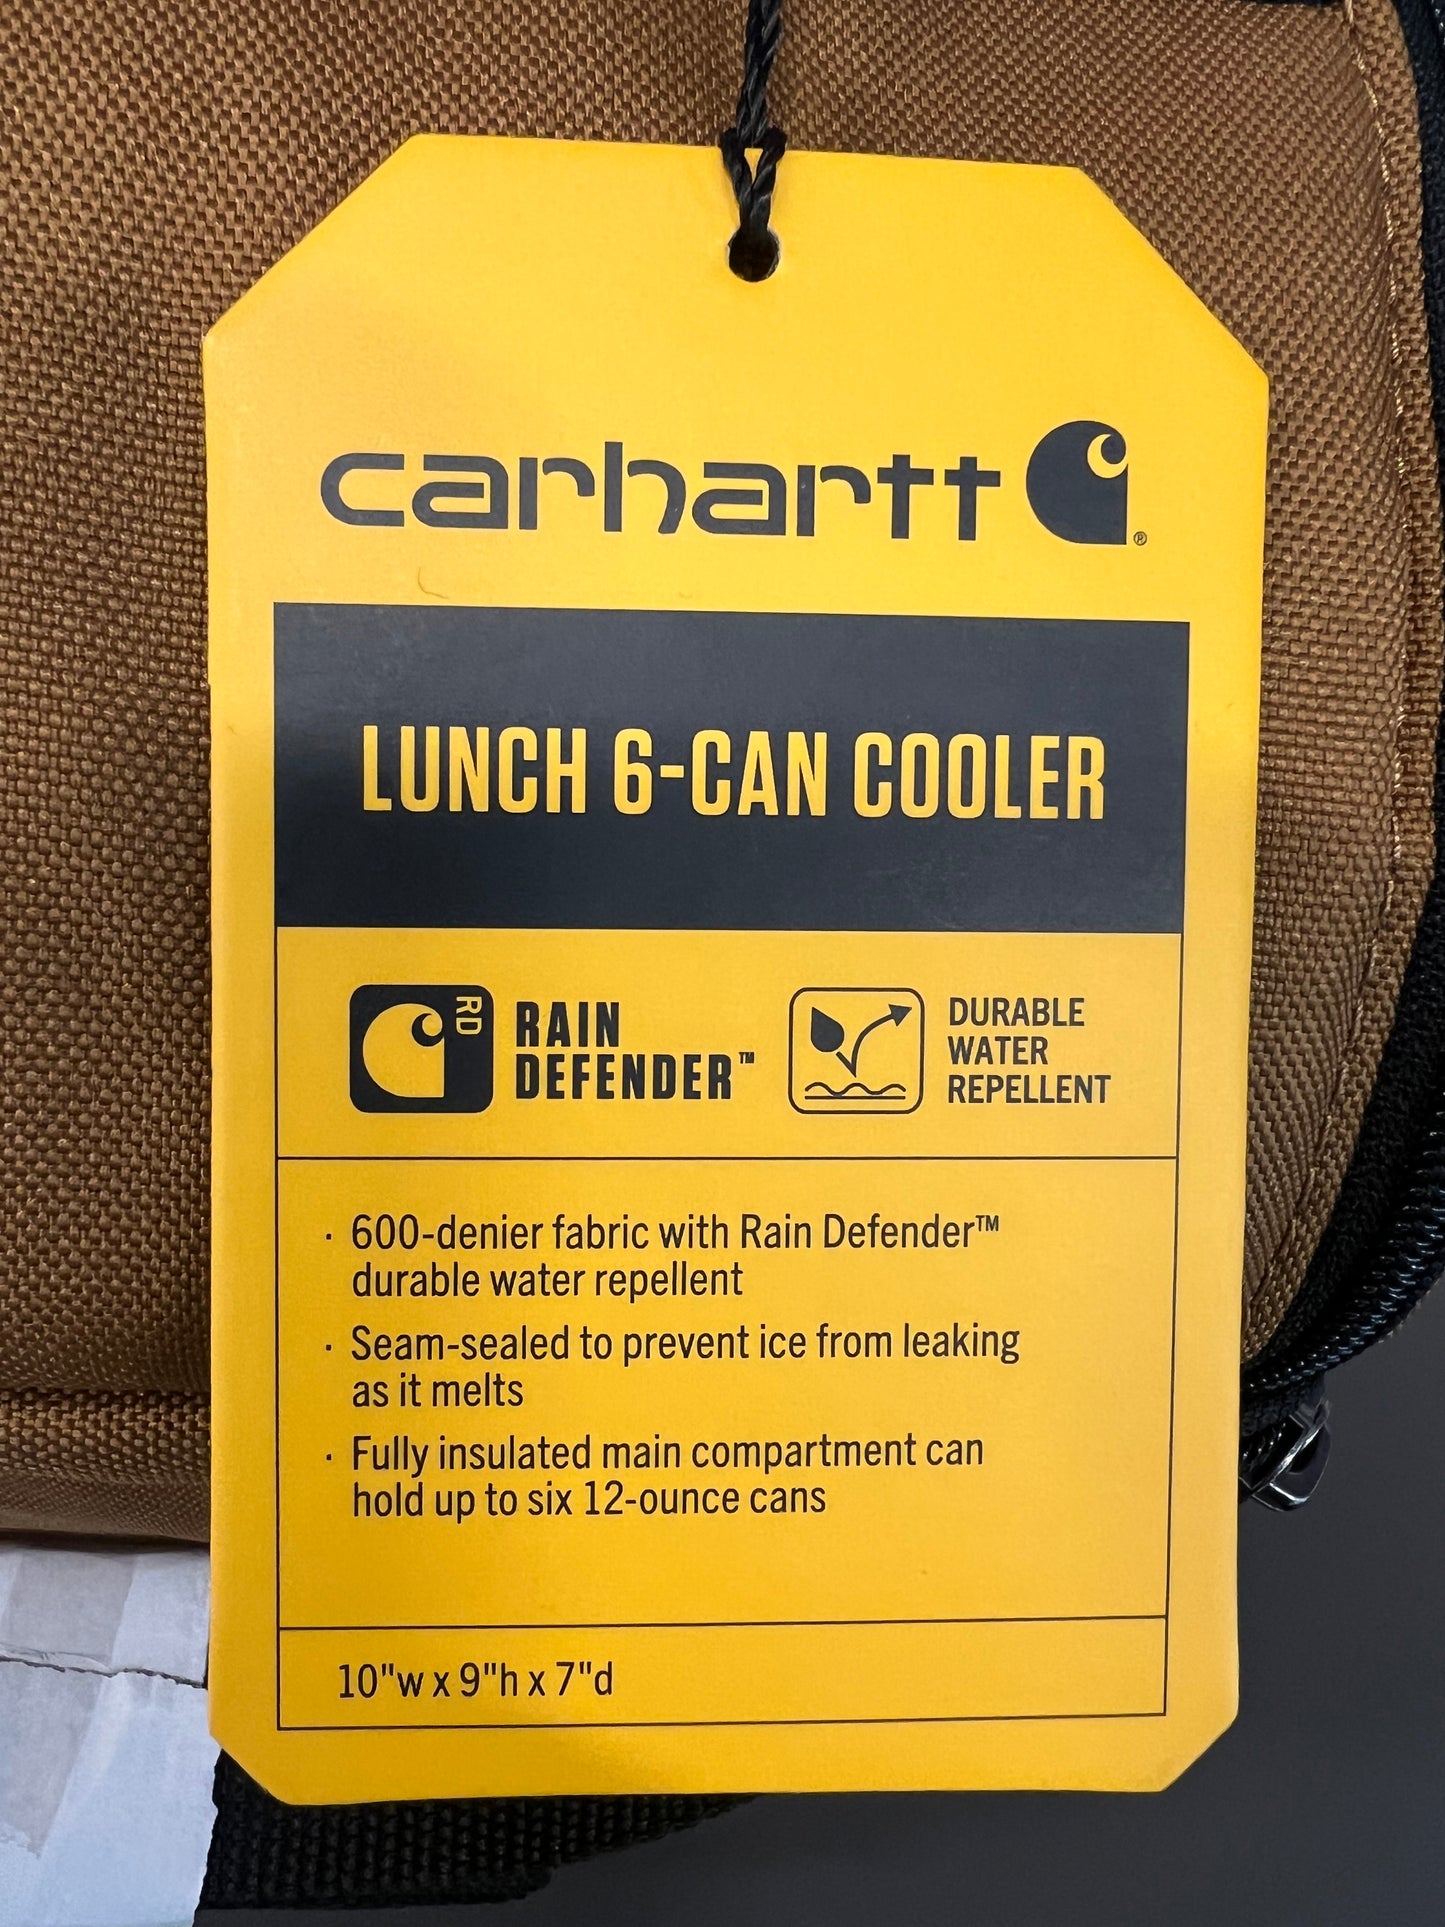 carhartt ®
LUNCH 6-CAN COOLER
RD
RAIN
DEFENDER™
DURABLE
WATER
REPELLENT
· 600-denier fabric with Rain Defender™
durable water repellent
· Seam-sealed to prevent ice from leaking
as it melts
· Fully insulated main compartment can
hold up to six 12-ounce cans
10"w x 9"h x 7"d